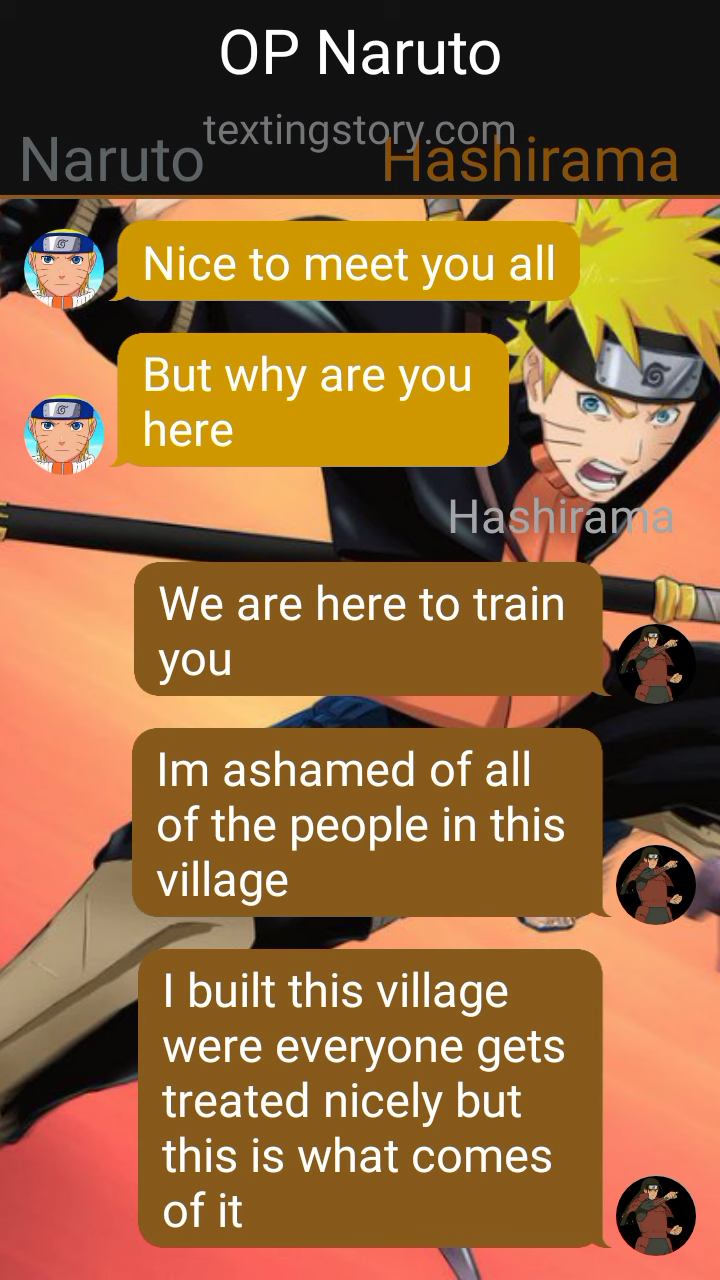 OP Naruto
textingstory.com
Naruto Hashirama
Nice to meet you all
But why are you
here
Hashirama
We are here to train
you
Im ashamed of all
of the people in this
village
I built this village
were everyone gets
treated nicely but
this is what comes
of it